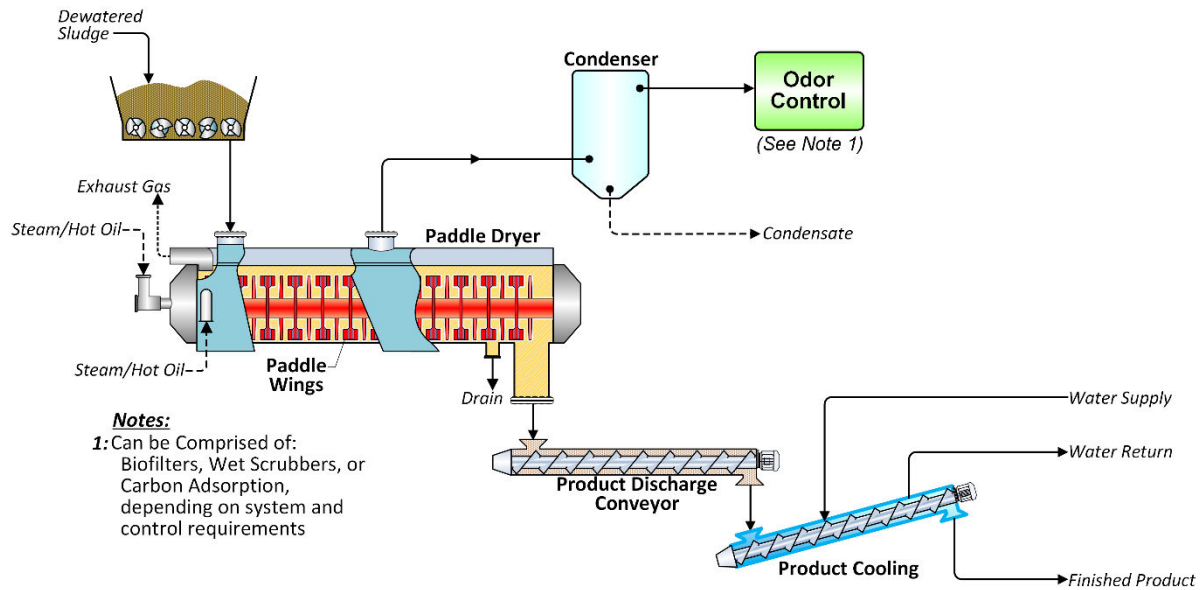 Dewatered
Sludge
Condenser
Odor
Control
(See Note 1)
Exhaust Gas
Steam/Hot Oil
Paddle Dryer
Condensate
Steam/Hot Oil
Paddle
Wings
Drain
Notes:
1: Can be Comprised of:
Biofilters, Wet Scrubbers, or
Carbon Adsorption,
depending on system and
control requirements
Product Discharge
Conveyor
Water Supply
Water Return
Product Cooling
Finished Product